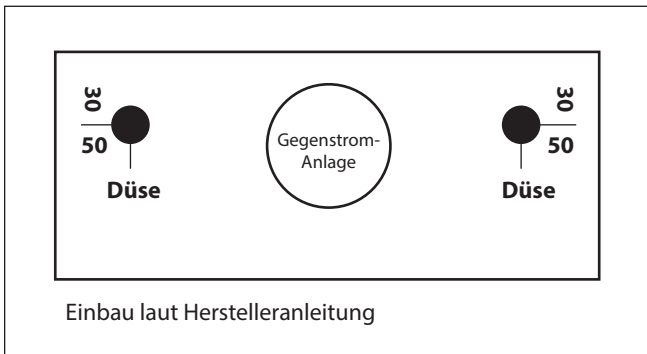 30
50
Düse
Gegenstrom-
Anlage
30
50
Düse
Einbau laut Herstelleranleitung